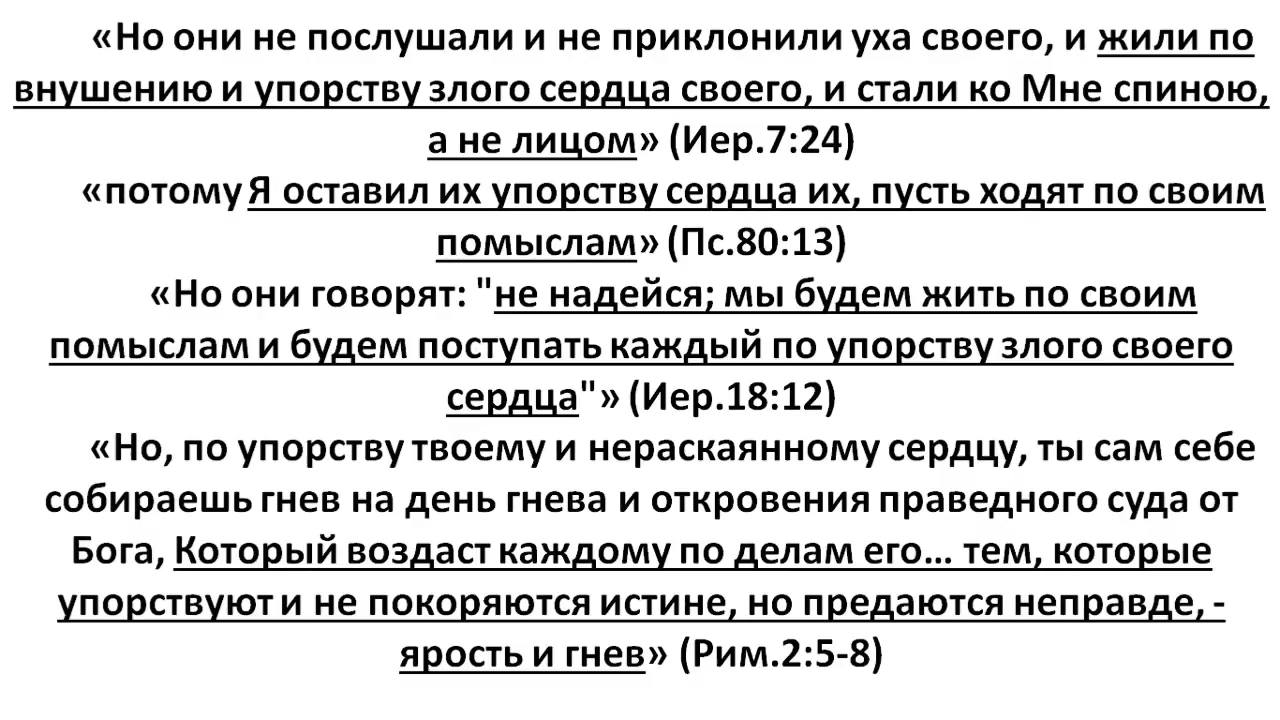 «Но они не послушали и не приклонили уха своего, и жили по
внушению и упорству злого сердца своего, и стали ко Мне спиною,
а не лицом» (Иер.7:24)
«потому Я оставил их упорству сердца их, пусть ходят по своим
помыслам» (Пс.80:13)
«Но они говорят: "не надейся; мы будем жить по своим
помыслам и будем поступать каждый по упорству злого своего
сердца"» (Иер.18:12)
«Но, по упорству твоему и нераскаянному сердцу, ты сам себе
собираешь гнев на день гнева и откровения праведного суда от
Бога, Который воздаст каждому по делам его... тем, которые
упорствуют и не покоряются истине, но предаются неправде, -
ярость и гнев» (Рим.2:5-8)